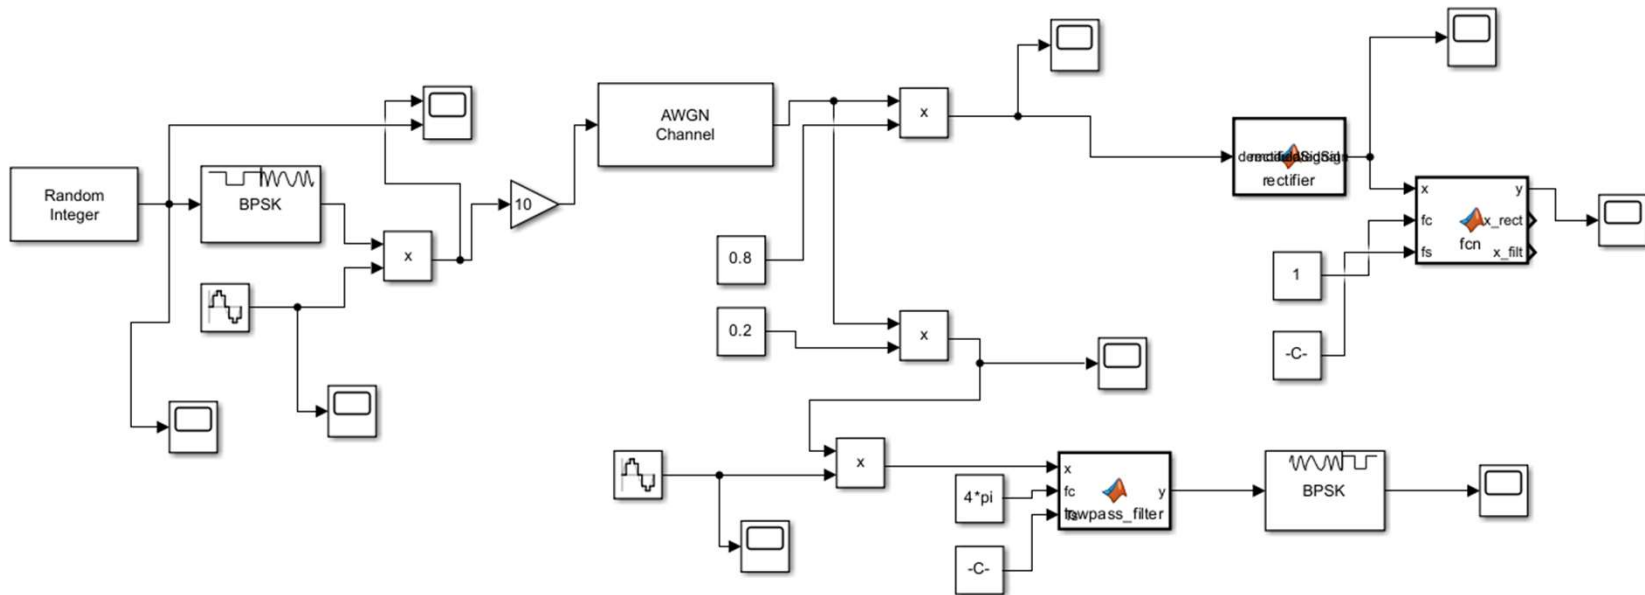 Random
Integer
BPSK
x
10
AWGN
Channel
x
0.8
0.2
x
rectifier
x
fc
fs
y
x_rect
x_filt
fcn
1
-C-
x
4*pi
-C-
x
fc
y
lowpass_filter
BPSK